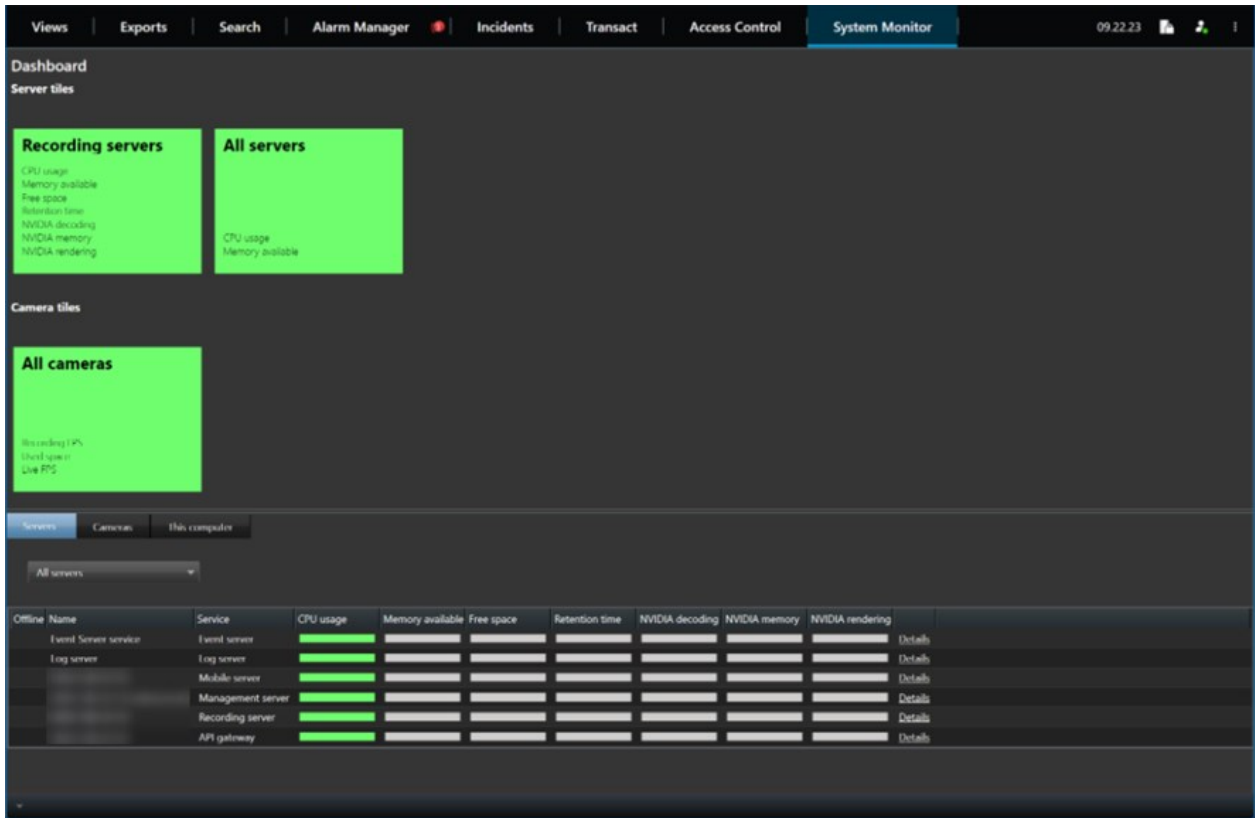 Views Exports Search Alarm Manager Incidents Transact Access Control System Monitor 09.22.23
Dashboard
Server tiles
Recording servers
CPU usage
Memory available
Free space
Retention time
NVIDIA decoding
NVIDIA memory
NVIDIA rendering
All servers
CPU usage
Memory available
Camera tiles
All cameras
Recording FPS
Used space
Live FPS
Servers Cameras This computer
All servers
Offline Name Service CPU usage Memory available Free space Retention time NVIDIA decoding NVIDIA memory NVIDIA rendering
Event Server service Event server Details
Log server Log server Details
Mobile server Details
Management server Details
Recording server Details
API gateway Details